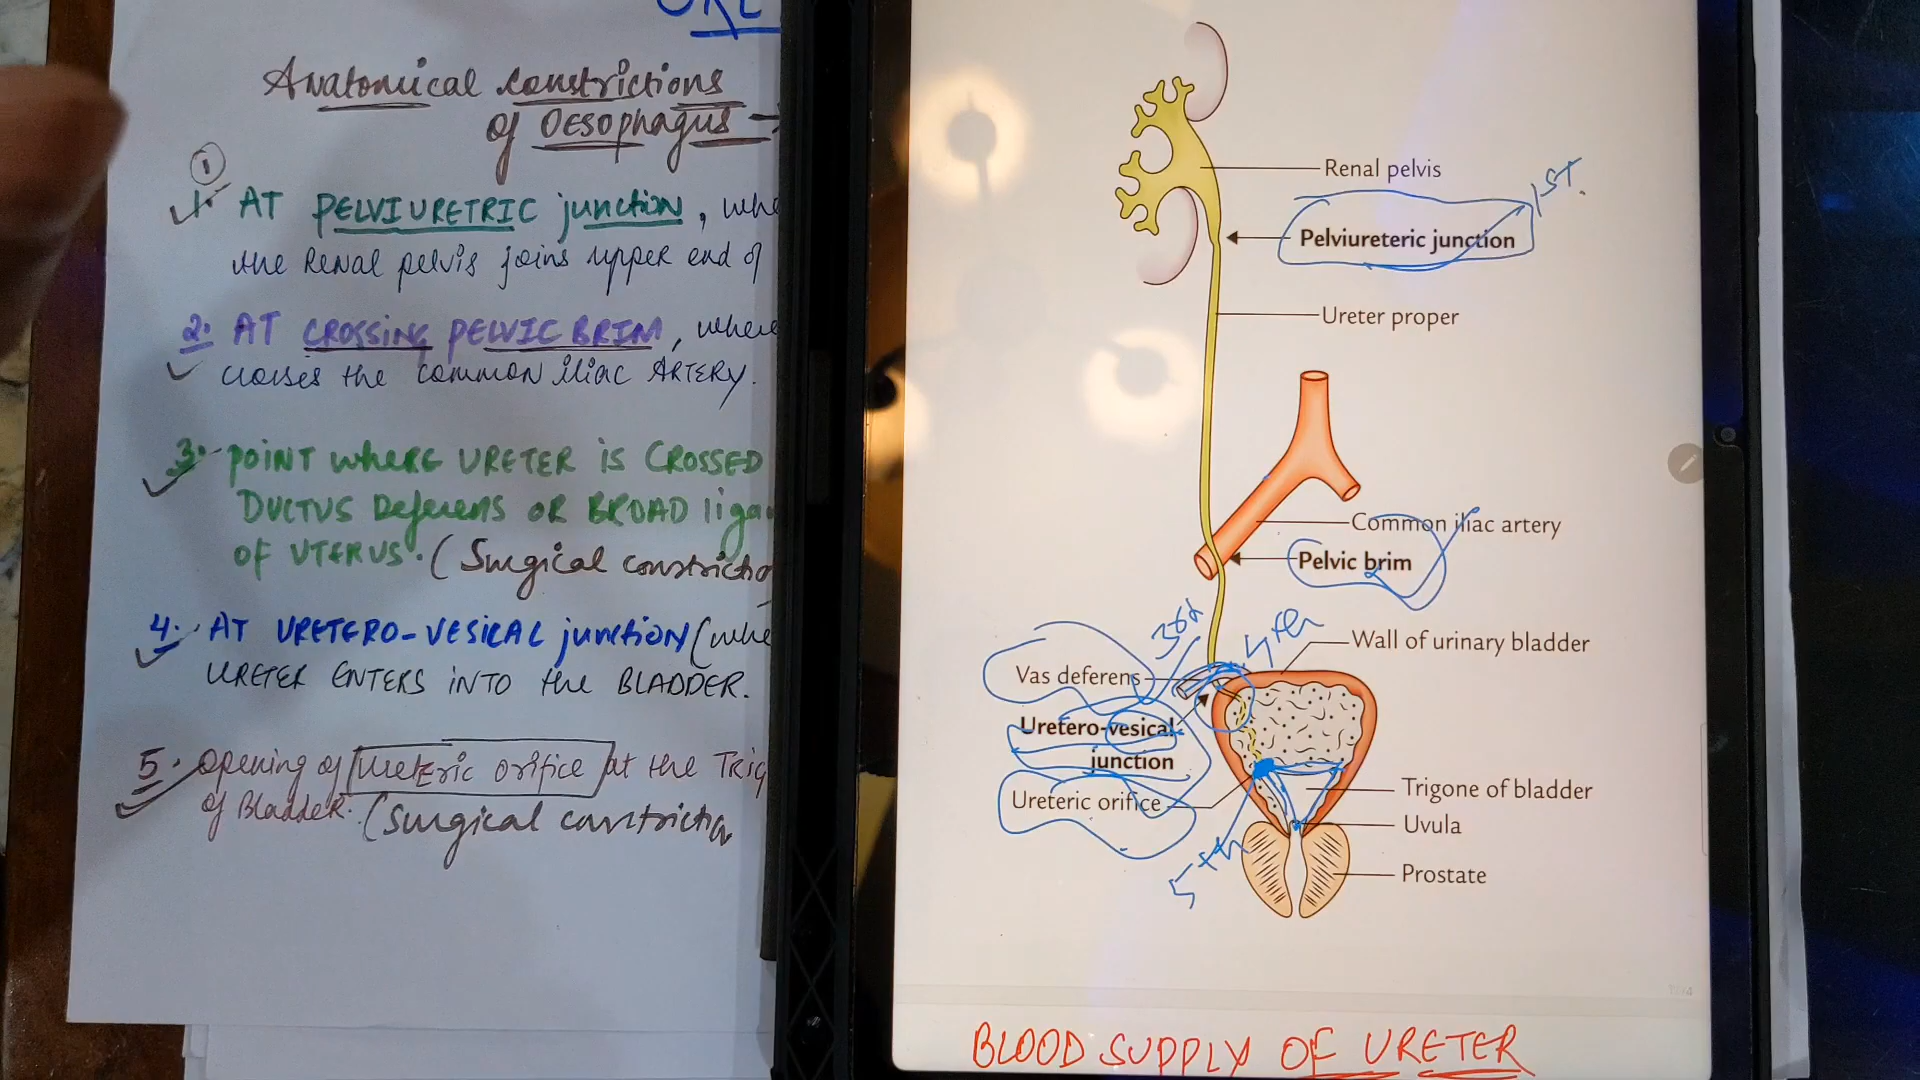 Anatomical constrictions
of OESophagus →
①
1. AT PELVIURETRIC junction, whe
the Renal pelvis joins upper end of
2. AT CROSSING PELVIC BRIM, where
crosses the common iliac ARTERY.
3. POINT where URETER is CROSSED
DUCTUS Deferens OR BROAD liga
of UTERUS. (Surgical constrictio
4. AT URETERO-VESICAL junction (whe
URETER ENTERS INTO the BLADDER.
5. Opening of Ureteric orifice at the Trig
of Bladder. (Surgical constrictio
Renal pelvis
1ST.
Pelviureteric junction
Ureter proper
Common iliac artery
Pelvic brim
3rd
4th
Wall of urinary bladder
Vas deferens
Uretero-vesical
junction
Ureteric orifice
Trigone of bladder
Uvula
5th
Prostate
BLOOD SUPPLY OF URETER